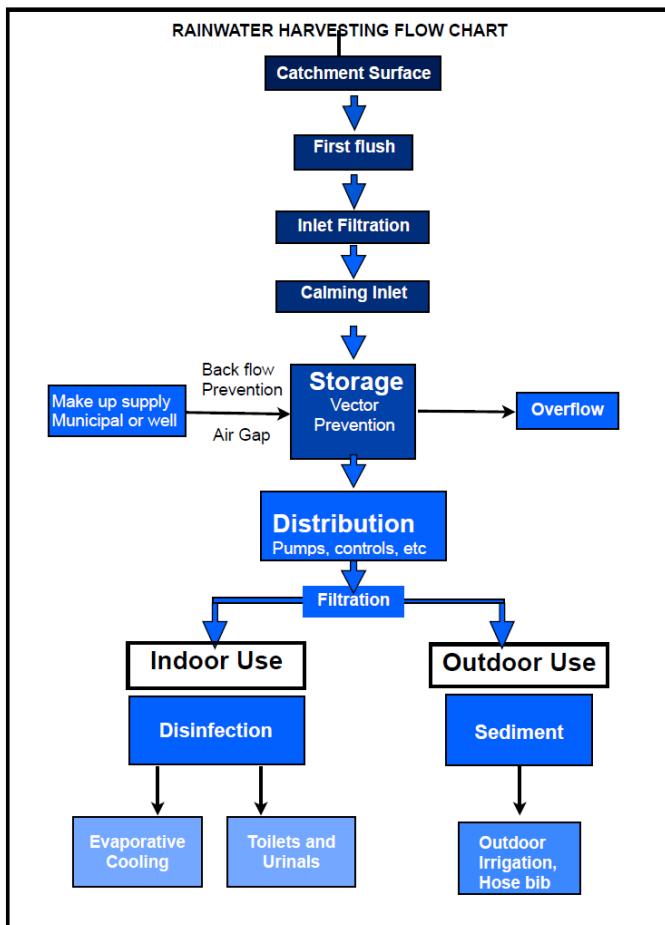 RAINWATER HARVESTING FLOW CHART
Catchment Surface
First flush
Inlet Filtration
Calming Inlet
Back flow
Prevention
Make up supply
Municipal or well
Air Gap
Storage
Vector
Prevention
Overflow
Distribution
Pumps, controls, etc
Filtration
Indoor Use
Outdoor Use
Disinfection
Sediment
Evaporative
Cooling
Toilets and
Urinals
Outdoor
Irrigation,
Hose bib